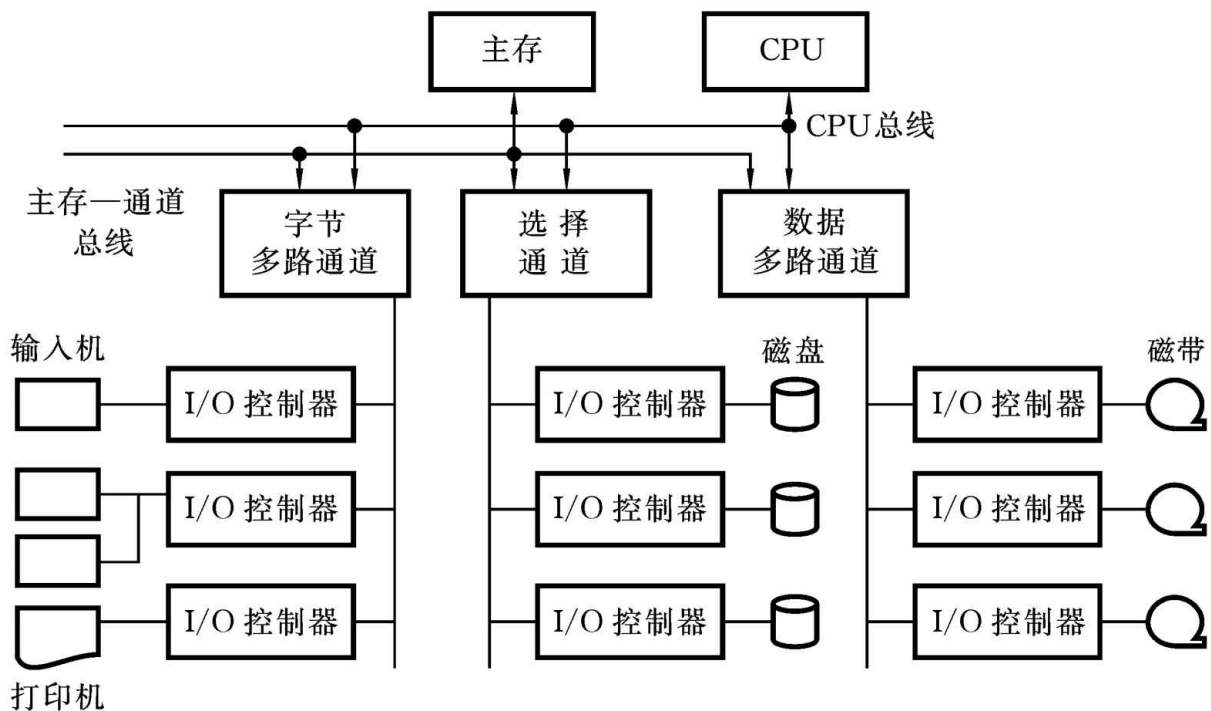 主存
CPU
CPU总线
主存—通道
总线
字节
多路通道
选择
通道
数据
多路通道
输入机
磁盘
磁带
I/O 控制器
I/O 控制器
I/O 控制器
I/O 控制器
I/O 控制器
I/O 控制器
I/O 控制器
I/O 控制器
I/O 控制器
打印机